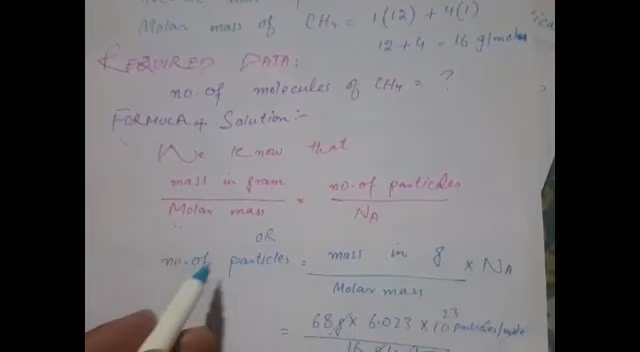 Molar mass of CH4 = 1(12) + 4(1)
12 + 4 = 16 g/mole
REQUIRED DATA:
no. of molecules of CH4 = ?
FORMULA + Solution:-
We know that
mass in gram / Molar mass = no. of particles / NA
OR
no. of particles = mass in g / Molar mass × NA
= 68g × 6.023 × 10^23 particles/mole
16